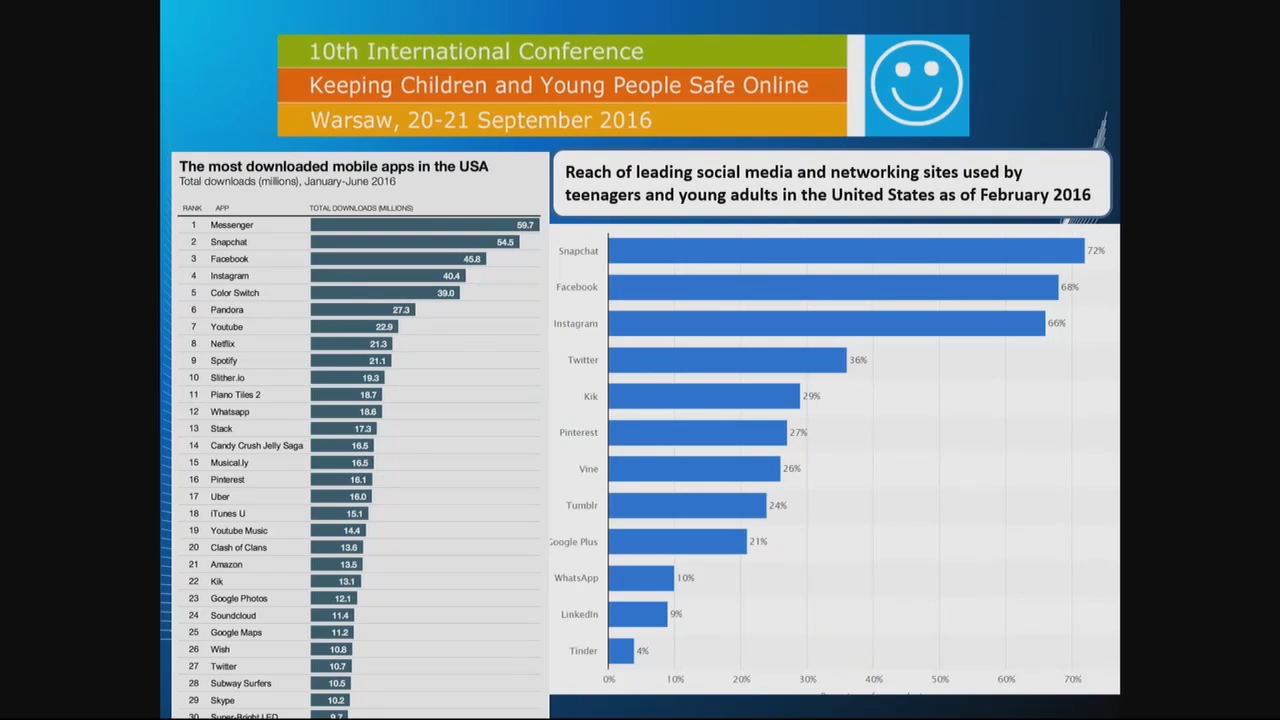 10th International Conference
Keeping Children and Young People Safe Online
Warsaw, 20-21 September 2016
The most downloaded mobile apps in the USA
Total downloads (millions), January-June 2016
RANK APP TOTAL DOWNLOADS (MILLIONS)
1 Messenger 59.7
2 Snapchat 54.5
3 Facebook 45.8
4 Instagram 40.4
5 Color Switch 39.0
6 Pandora 27.3
7 Youtube 22.9
8 Netflix 21.3
9 Spotify 21.1
10 Slither.io 19.3
11 Piano Tiles 2 18.7
12 Whatsapp 18.6
13 Stack 17.3
14 Candy Crush Jelly Saga 16.5
15 Musical.ly 16.5
16 Pinterest 16.1
17 Uber 16.0
18 iTunes U 15.1
19 Youtube Music 14.4
20 Clash of Clans 13.6
21 Amazon 13.5
22 Kik 13.1
23 Google Photos 12.1
24 Soundcloud 11.4
25 Google Maps 11.2
26 Wish 10.8
27 Twitter 10.7
28 Subway Surfers 10.5
29 Skype 10.2
30 Super-Bright LED 9.7
Reach of leading social media and networking sites used by
teenagers and young adults in the United States as of February 2016
Snapchat 72%
Facebook 68%
Instagram 66%
Twitter 36%
Kik 29%
Pinterest 27%
Vine 26%
Tumblr 24%
Google Plus 21%
WhatsApp 10%
LinkedIn 9%
Tinder 4%
0% 10% 20% 30% 40% 50% 60% 70%